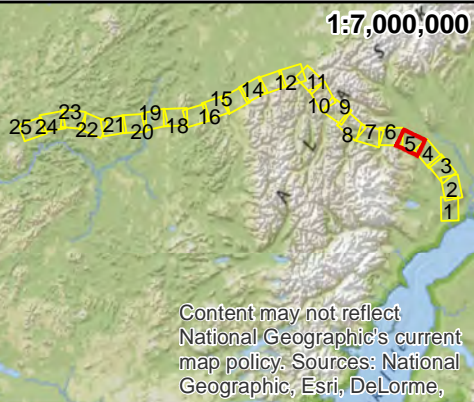 1:7,000,000
25 24 23 22 21 20 19 18 16 15 14 12 11 10 9 8 7 6 5 4 3 2 1
A
Content may not reflect
National Geographic's current
map policy. Sources: National
Geographic, Esri, DeLorme,